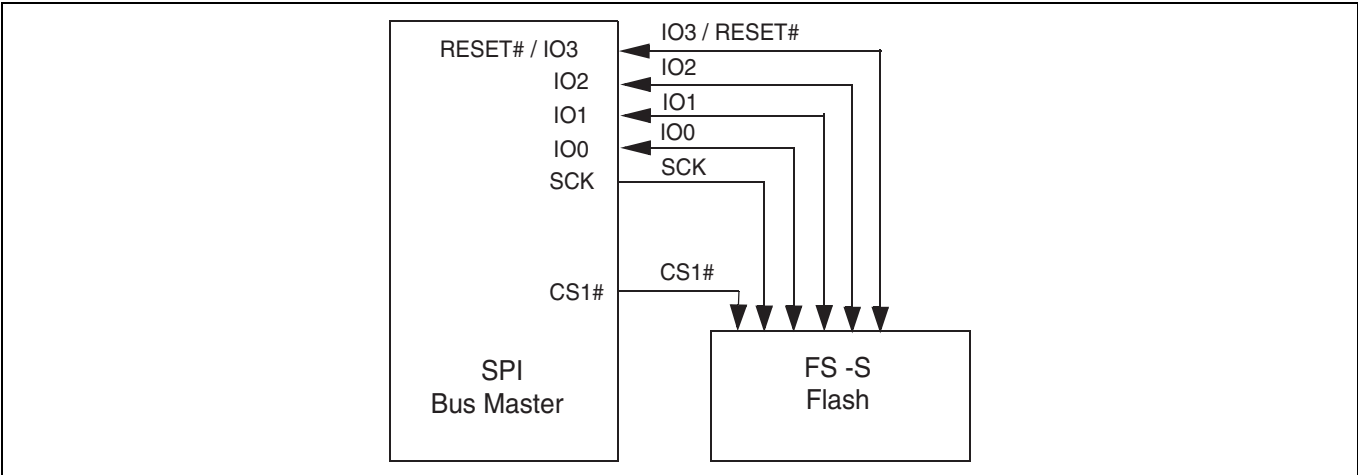 RESET# / IO3
IO2
IO1
IO0
SCK
CS1#
SPI
Bus Master
IO3 / RESET#
IO2
IO1
IO0
SCK
CS1#
FS -S
Flash